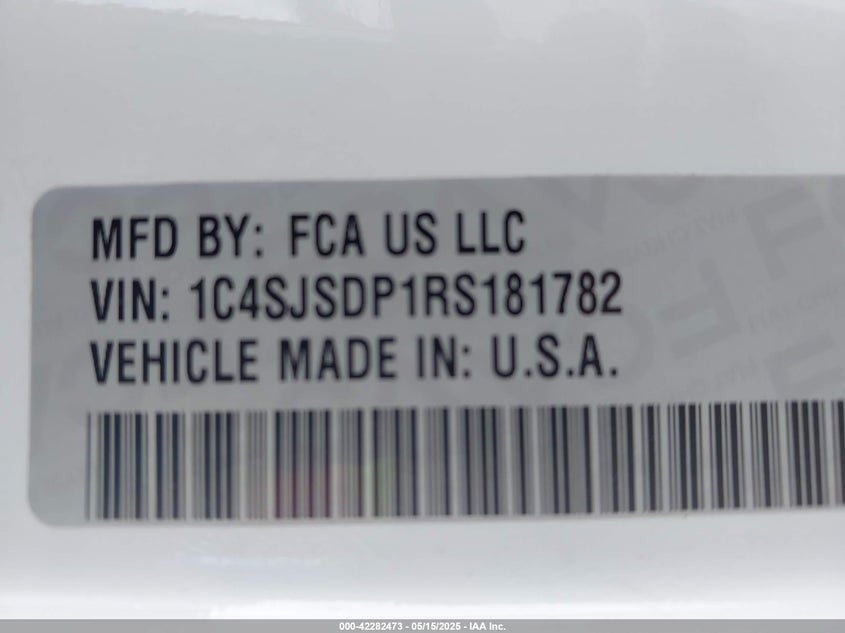 MFD BY: FCA US LLC
VIN: 1C4SJSDP1RS181782
VEHICLE MADE IN: U.S.A.
000-42282473 - 05/15/2025 - IAA Inc.